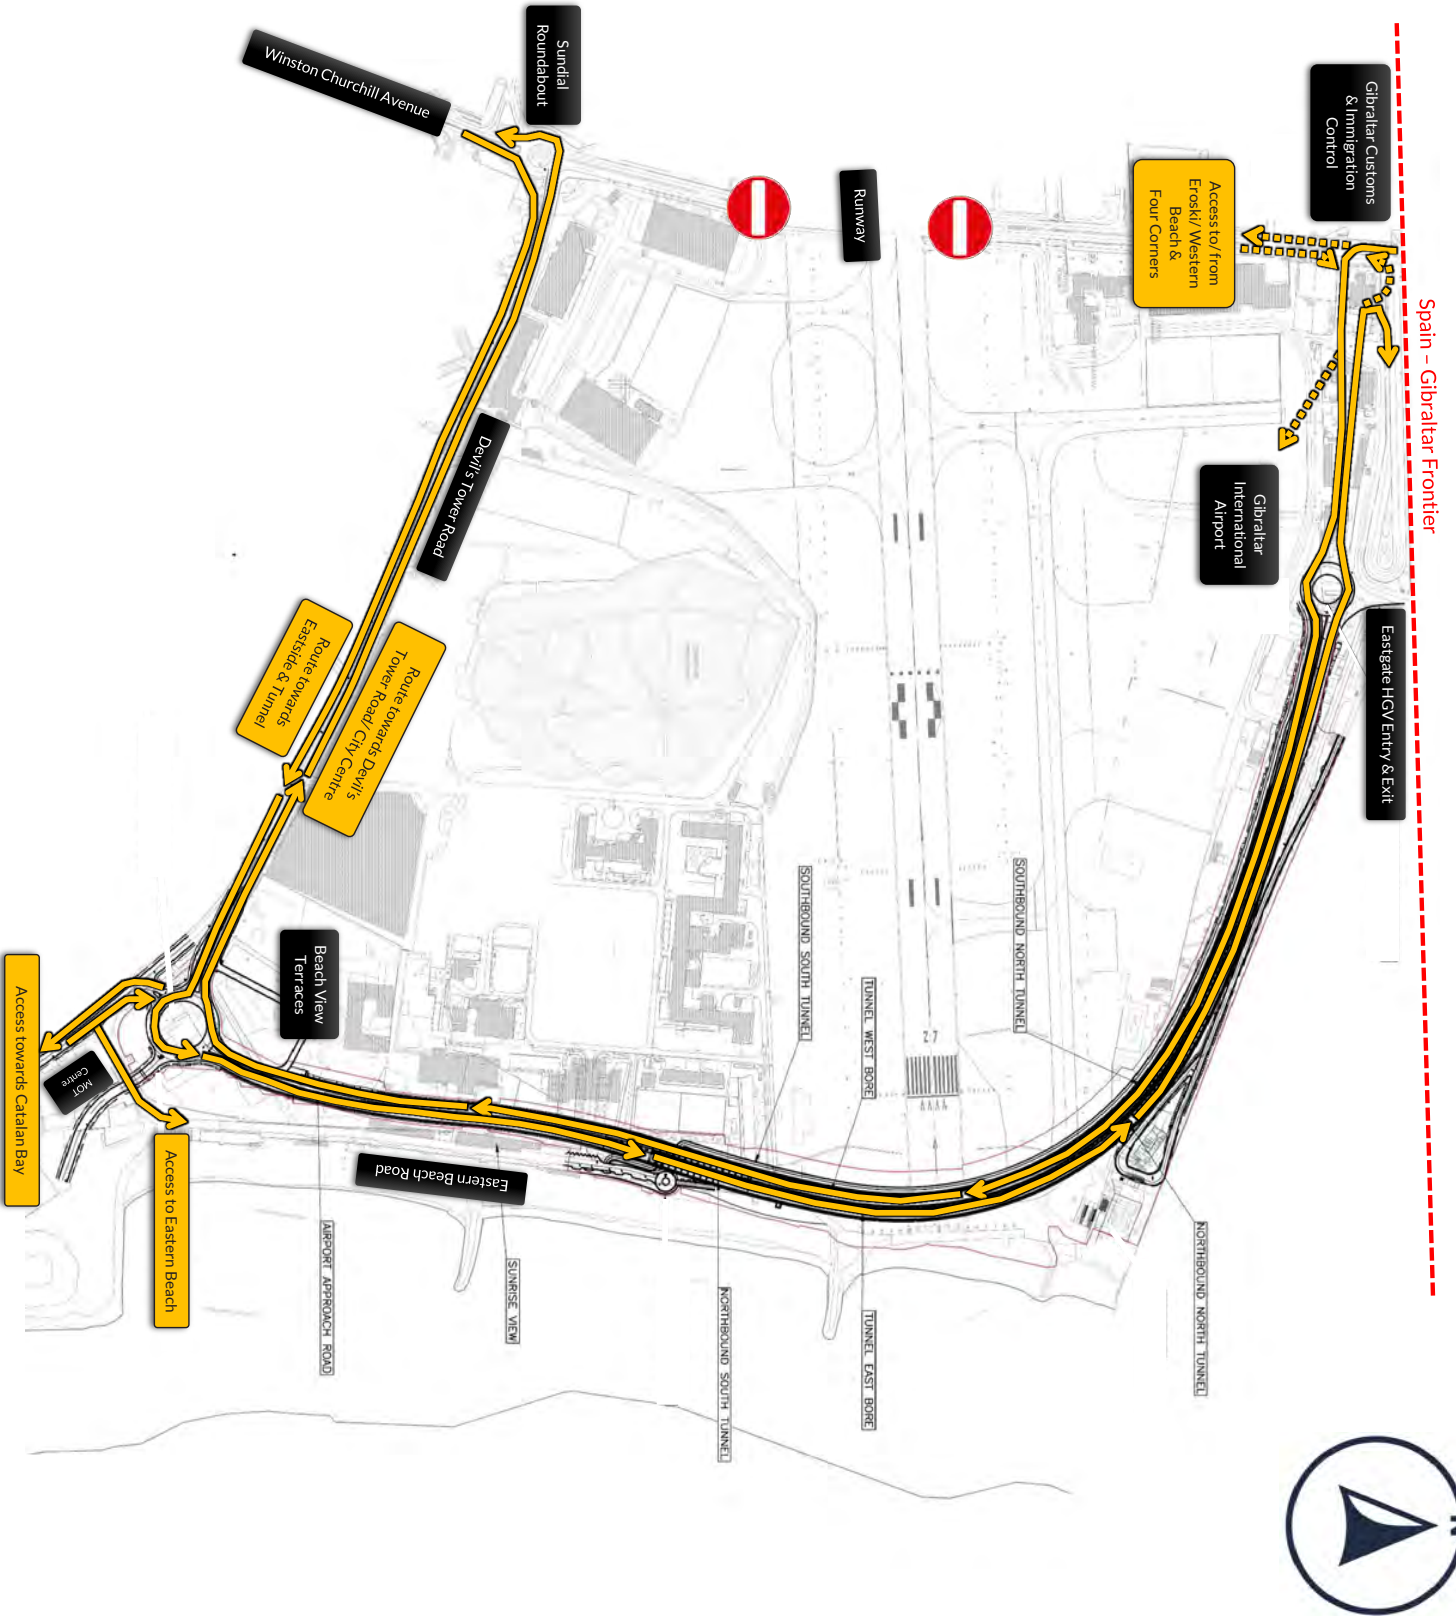 Spain – Gibraltar Frontier
Gibraltar Customs
& Immigration
Control
Access to/from
Eroski/Western
Beach &
Four Corners
Gibraltar
International
Airport
Eastgate HGV Entry & Exit
Runway
Sundial
Roundabout
Winston Churchill Avenue
Devil's Tower Road
Route towards Devil's
Tower Road/City Centre
Route towards
Eastside & Tunnel
Beach View
Terraces
SOUTHBOUND NORTH TUNNEL
SOUTHBOUND SOUTH TUNNEL
TUNNEL WEST BORE
27
Access towards Catalan Bay
MOT
Centre
Access to Eastern Beach
Eastern Beach Road
AIRPORT APPROACH ROAD
SUNRISE VIEW
NORTHBOUND SOUTH TUNNEL
TUNNEL EAST BORE
NORTHBOUND NORTH TUNNEL